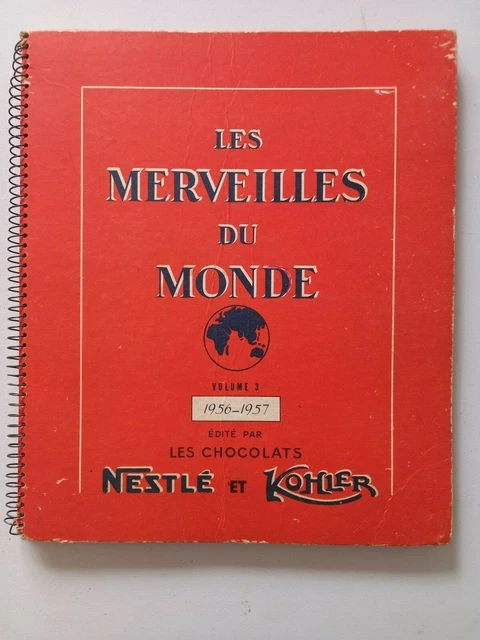 LES
MERVEILLES
DU
MONDE
VOLUME 3
1956-1957
ÉDITÉ PAR
LES CHOCOLATS
NESTLÉ ET KOHLER